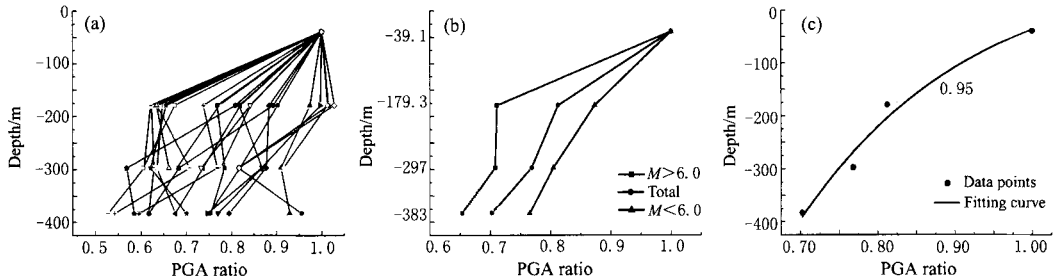 (a)
0
-100
-200
-300
-400
Depth/m
0.5 0.6 0.7 0.8 0.9 1.0
PGA ratio
(b)
-39.1
-179.3
-297
-383
Depth/m
M>6.0
Total
M<6.0
0.6 0.7 0.8 0.9 1.0
PGA ratio
(c)
0
-100
-200
-300
-400
Depth/m
0.95
Data points
Fitting curve
0.70 0.80 0.90 1.00
PGA ratio